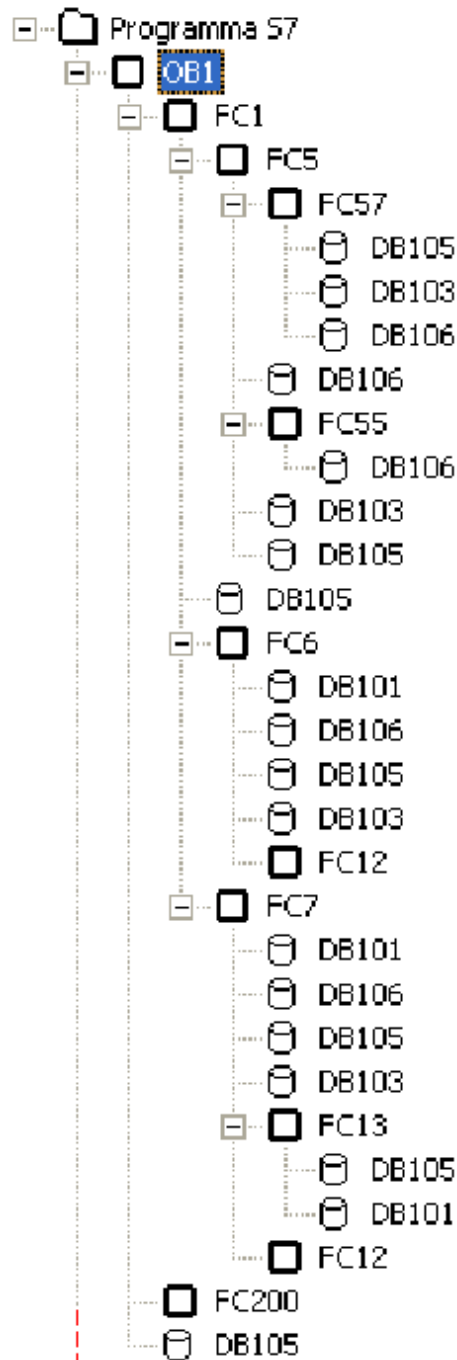 Programma S7
OB1
FC1
FC5
FC57
DB105
DB103
DB106
DB106
FC55
DB106
DB103
DB105
DB105
FC6
DB101
DB106
DB105
DB103
FC12
FC7
DB101
DB106
DB105
DB103
FC13
DB105
DB101
FC12
FC200
DB105